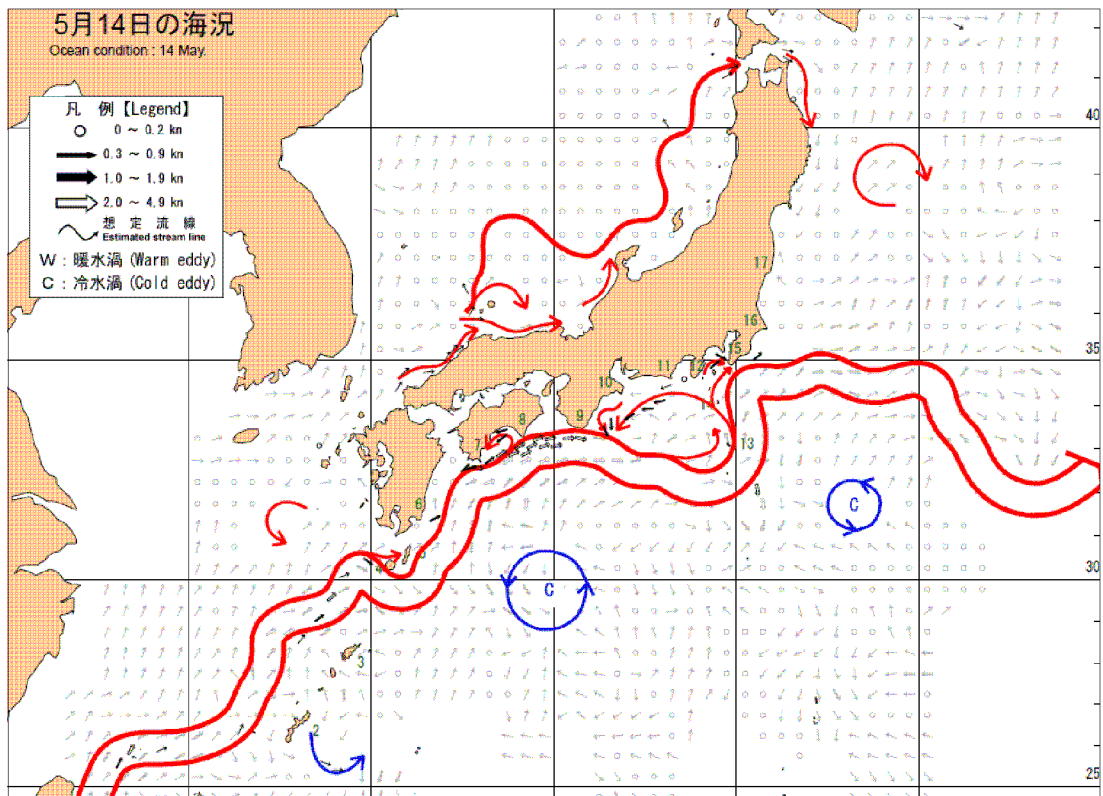 5月14日の海況
Ocean condition : 14 May.
凡 例【Legend】
0 ～ 0.2 kn
0.3 ～ 0.9 kn
1.0 ～ 1.9 kn
2.0 ～ 4.9 kn
想 定 流 線
Estimated stream line
W : 暖水渦 (Warm eddy)
C : 冷水渦 (Cold eddy)
40
17
16
35
15
12
11
10
9
8
7
13
6
C
C
30
3
2
25